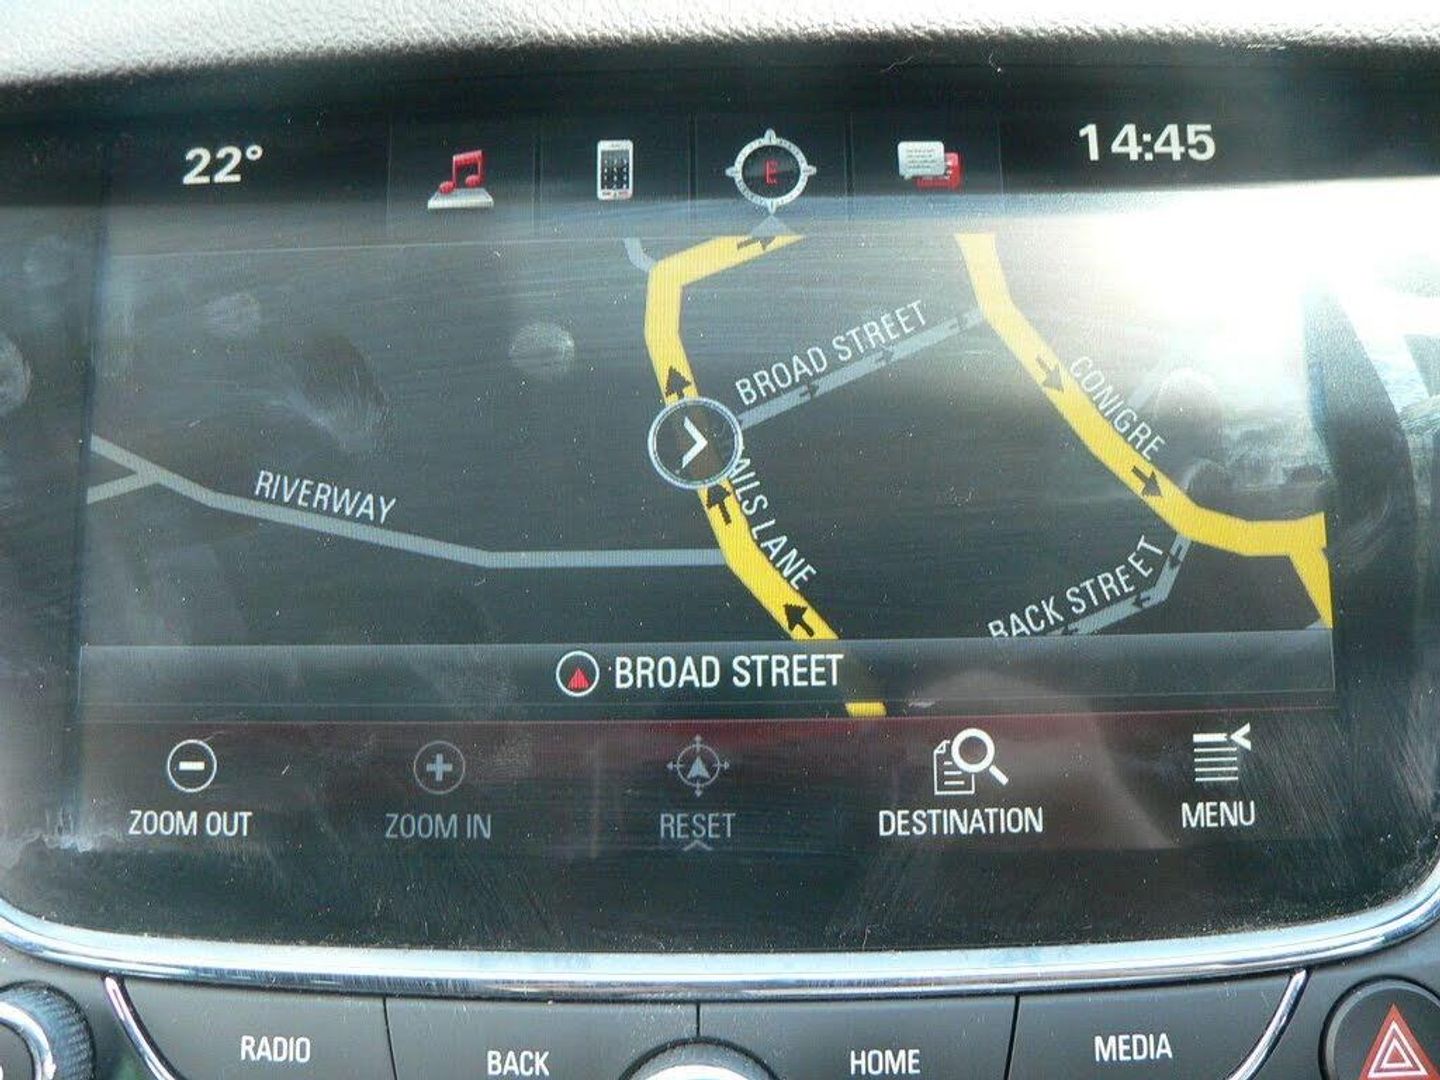 22°
E
14:45
BROAD STREET
CONIGRE
RIVERWAY
AILS LANE
BACK STREET
BROAD STREET
ZOOM OUT
ZOOM IN
RESET
DESTINATION
MENU
RADIO
BACK
HOME
MEDIA